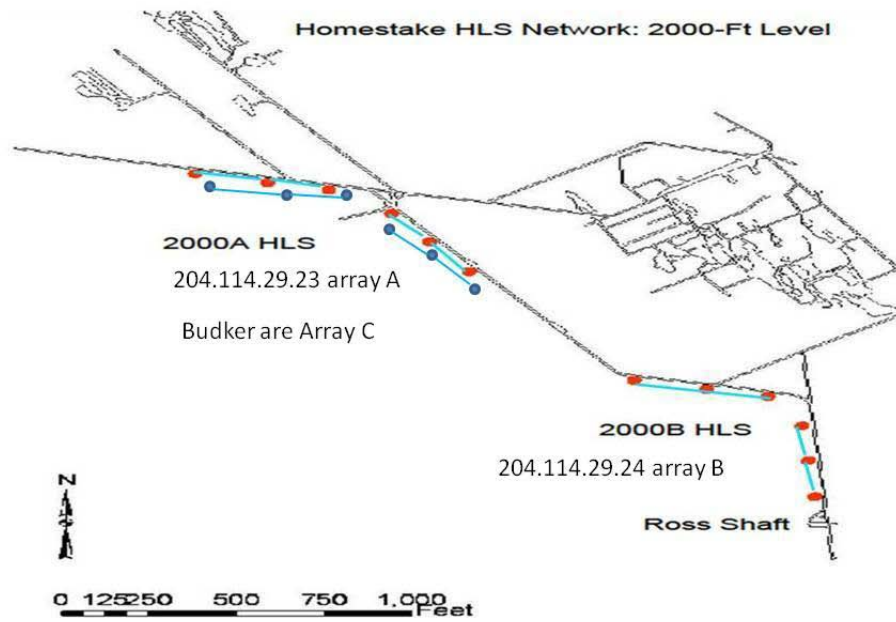 Homestake HLS Network: 2000-Ft Level
2000A HLS
204.114.29.23 array A
Budker are Array C
2000B HLS
204.114.29.24 array B
Ross Shaft
N
0 125250 500 750 1,000
Feet